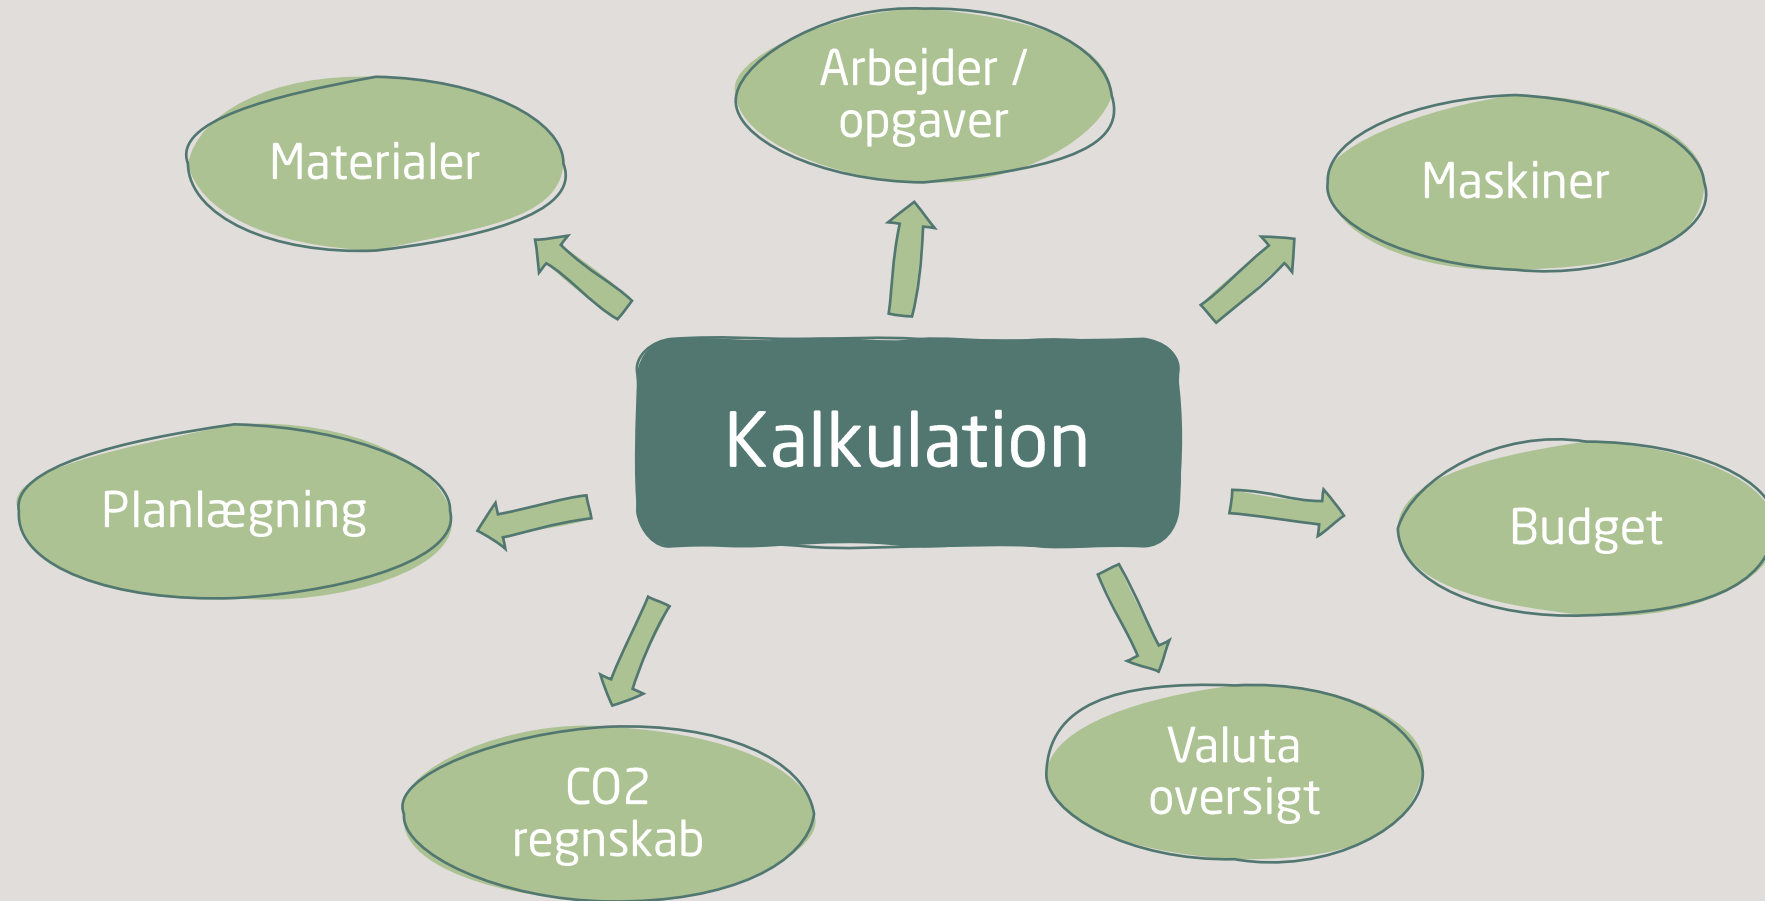 Arbejder /
opgaver
Materialer
Maskiner
Kalkulation
Planlægning
Budget
Valuta
oversigt
CO2
regnskab